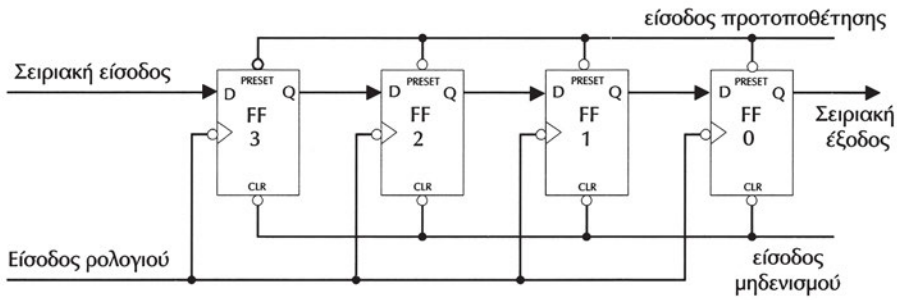 είσοδος προτοποθέτησης
Σειριακή είσοδος
PRESET
D Q
FF
3
CLR
PRESET
D Q
FF
2
CLR
PRESET
D Q
FF
1
CLR
PRESET
D Q
FF
0
CLR
Σειριακή
έξοδος
Είσοδος ρολογιού
είσοδος
μηδενισμού